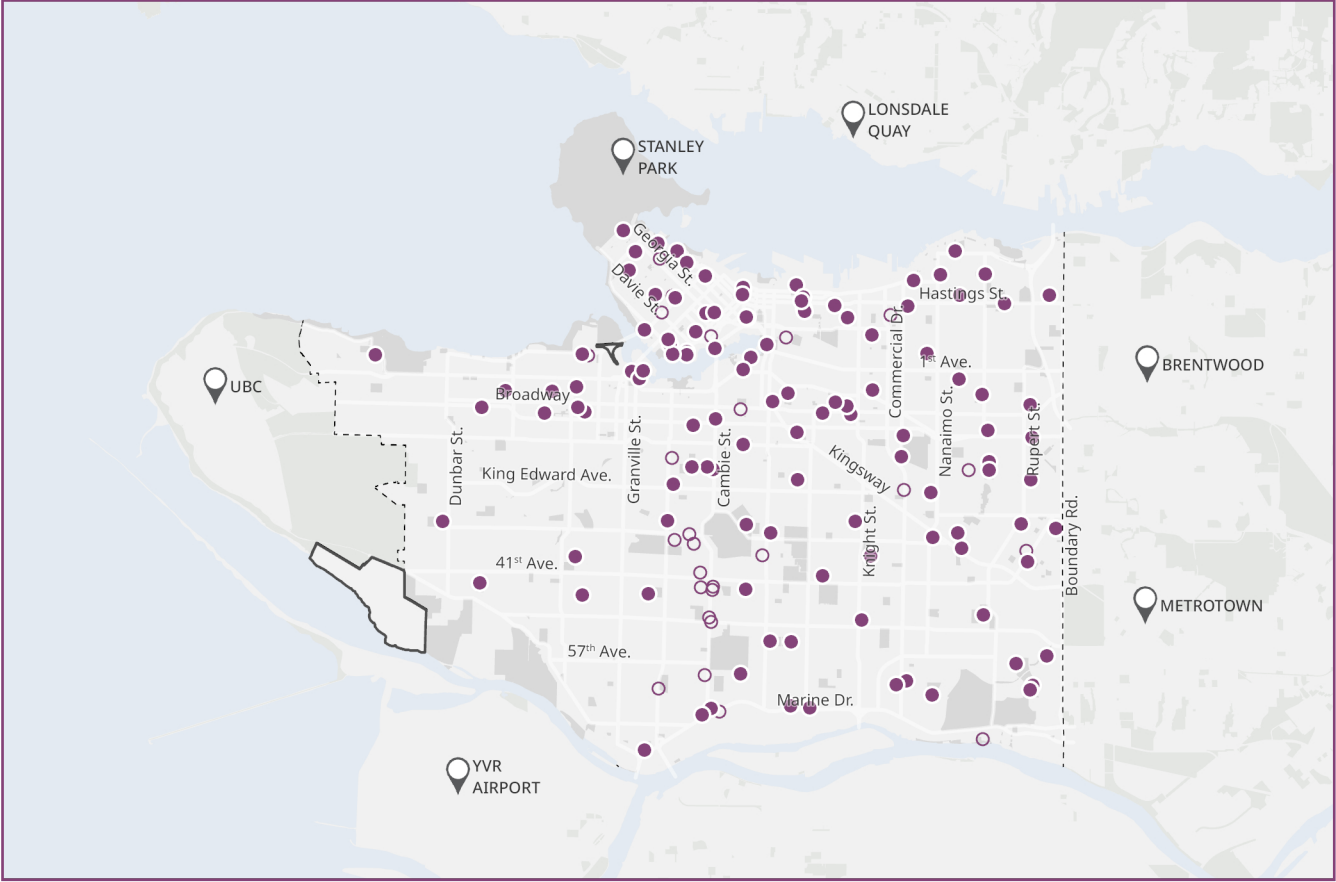 LONSDALE
QUAY
STANLEY
PARK
Georgia St.
Davie St.
Hastings St.
Commercial Dr.
1st Ave.
BRENTWOOD
UBC
Broadway
Nanaimo St.
Rupert St.
Granville St.
Dunbar St.
Cambie St.
King Edward Ave.
Kingsway
Knight St.
Boundary Rd.
41st Ave.
METROTOWN
57th Ave.
Marine Dr.
YVR
AIRPORT